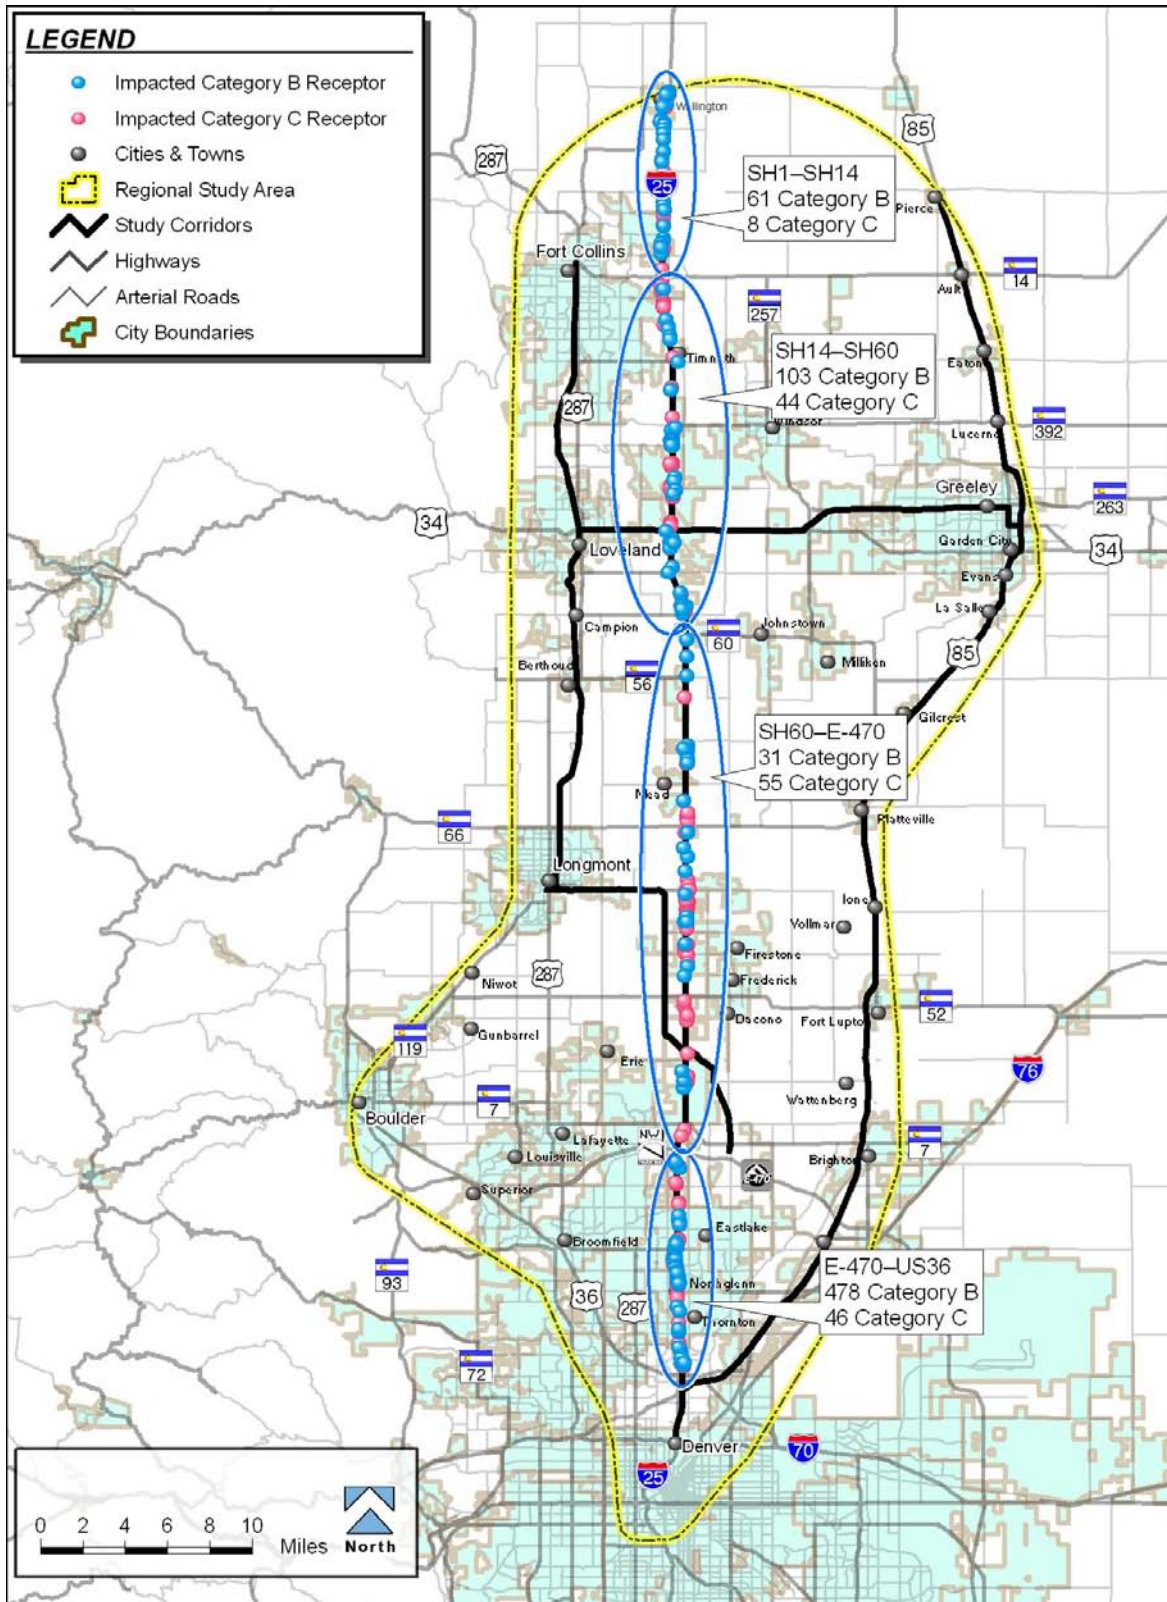 LEGEND
Impacted Category B Receptor
Impacted Category C Receptor
Cities & Towns
Regional Study Area
Study Corridors
Highways
Arterial Roads
City Boundaries
Wellington
85
287
25
SH1–SH14
61 Category B
8 Category C
Pierce
Fort Collins
14
Ault
257
SH14–SH60
103 Category B
44 Category C
Timnath
Eaton
287
Windsor
Lucerne
392
Greeley
263
34
Garden City
34
Loveland
Evans
La Salle
Campion
60
Johnstown
85
Berthoud
56
Milliken
Gilcrest
SH60–E-470
31 Category B
55 Category C
Mead
Platteville
66
Longmont
Ione
Vollmar
Firestone
Niwot
287
Frederick
52
Dacono
Fort Lupton
Gunbarrel
119
Erie
76
Wattenberg
7
Boulder
Lafayette
NW
7
Louisville
E-470
Brighton
Superior
Eastlake
Broomfield
E-470–US36
478 Category B
46 Category C
93
Northglenn
36
287
Thornton
72
Denver
70
25
0 2 4 6 8 10
Miles
North